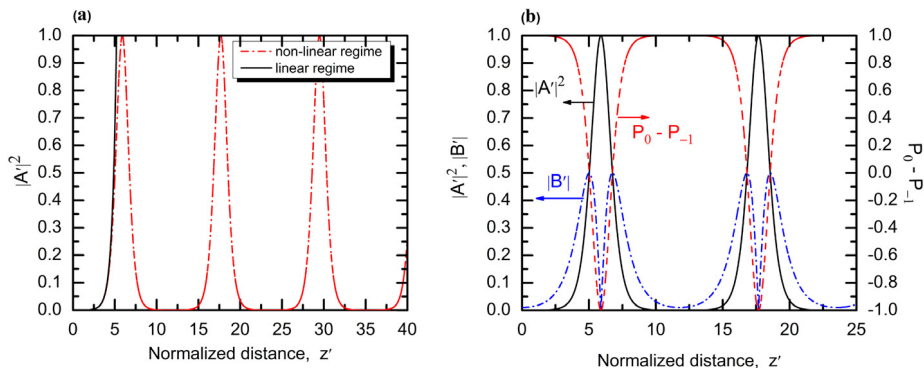 (a)
1.0
0.9
0.8
0.7
0.6
0.5
0.4
0.3
0.2
0.1
0.0
|A'|²
non-linear regime
linear regime
0 5 10 15 20 25 30 35 40
Normalized distance, z'
(b)
1.0
0.9
0.8
0.7
0.6
0.5
0.4
0.3
0.2
0.1
0.0
|A'|², |B'|
|A'|²
P₀ - P₋₁
|B'|
1.0
0.8
0.6
0.4
0.2
0.0
-0.2
-0.4
-0.6
-0.8
-1.0
P₀ - P₋₁
0 5 10 15 20 25
Normalized distance, z'